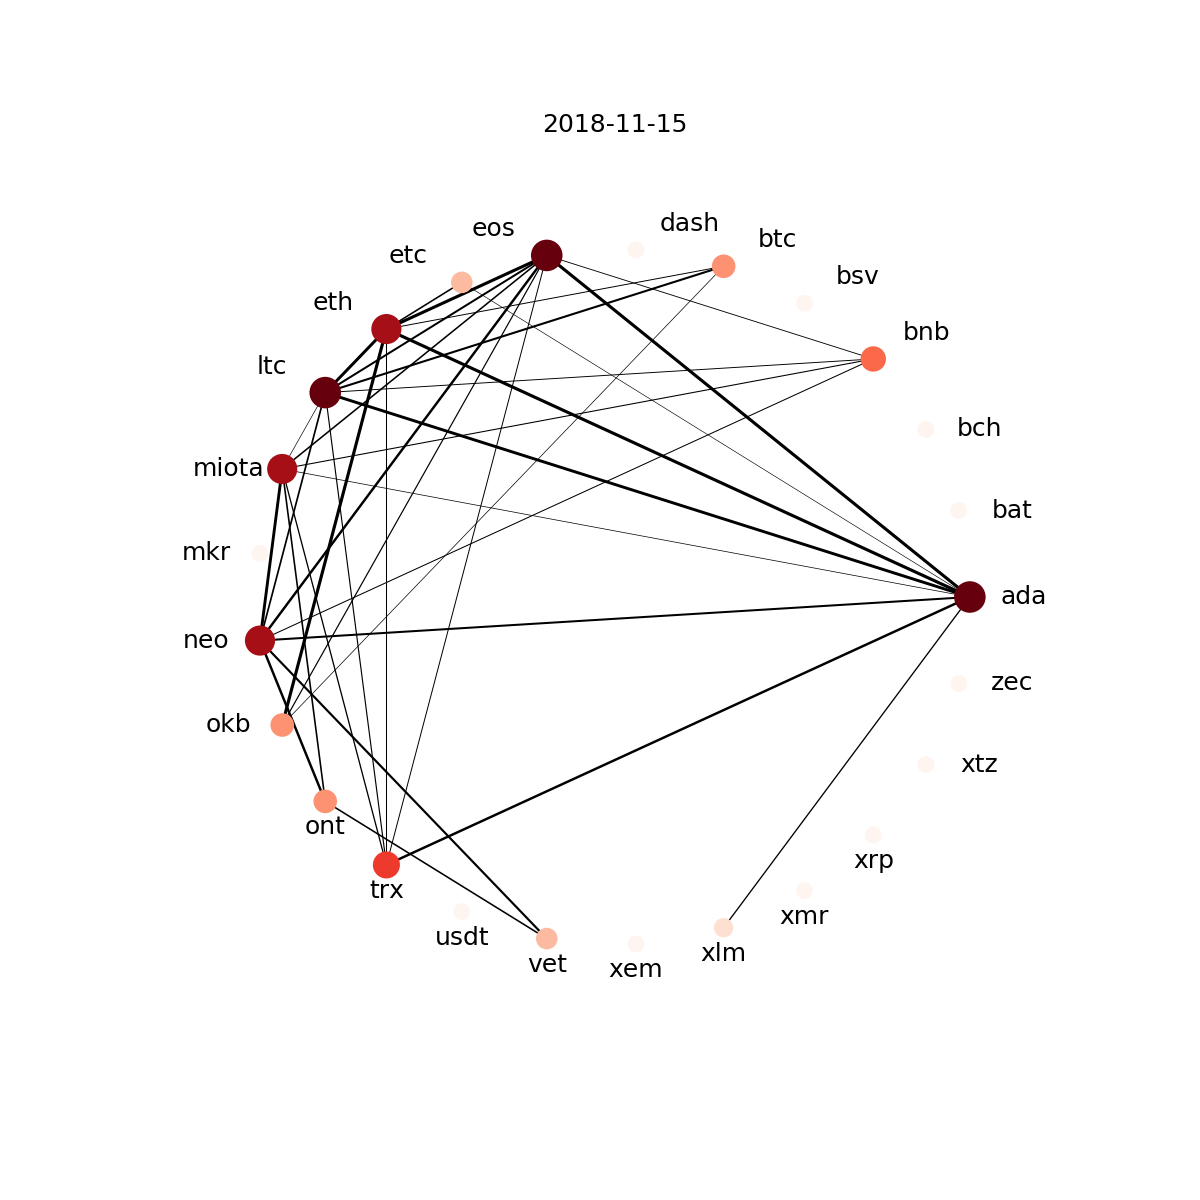 2018-11-15
dash
eos
btc
etc
bsv
eth
bnb
ltc
bch
miota
bat
mkr
ada
neo
zec
okb
xtz
ont
xrp
trx
xmr
usdt
xlm
vet
xem